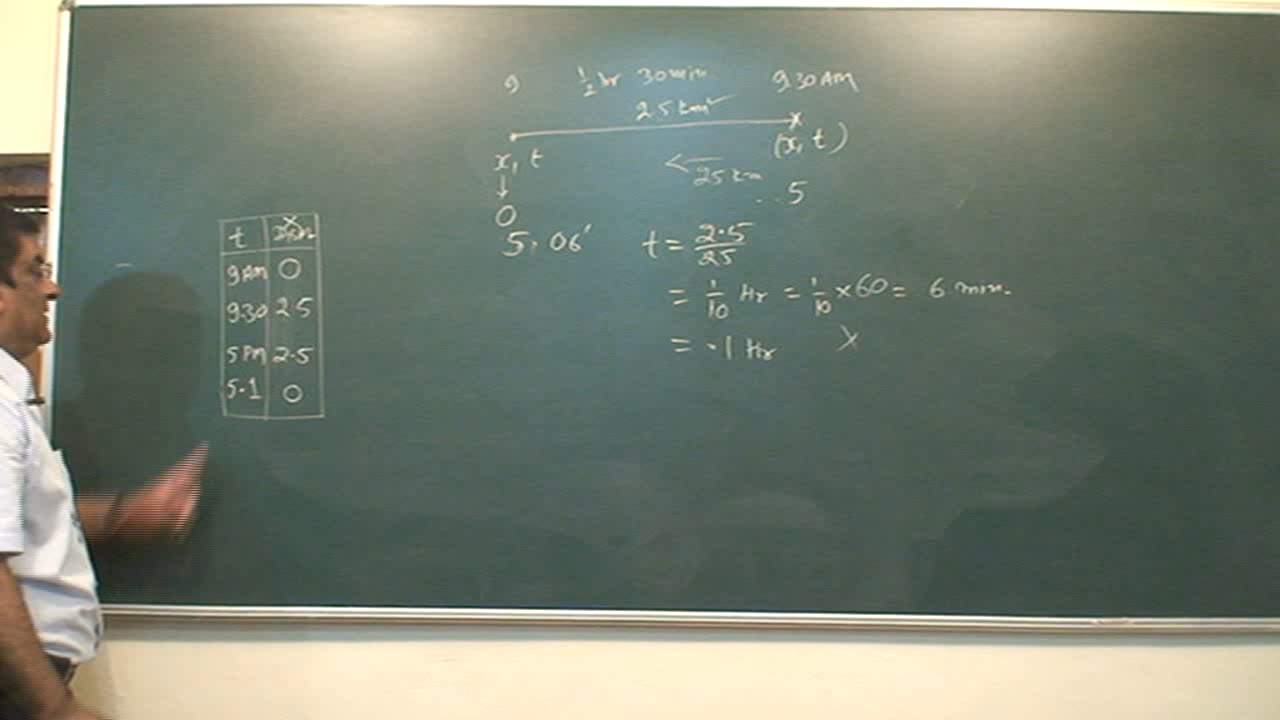 9 1/2 hr 30 min 9.30 AM
2.5 km
x, t (x, t)
← 25 km
↓ .. 5
0
5.06' t = 2.5/25
= 1/10 Hr = 1/10 × 60 = 6 min.
= .1 Hr ×
t x
9 AM 0
9.30 2.5
5 PM 2.5
5.1 0